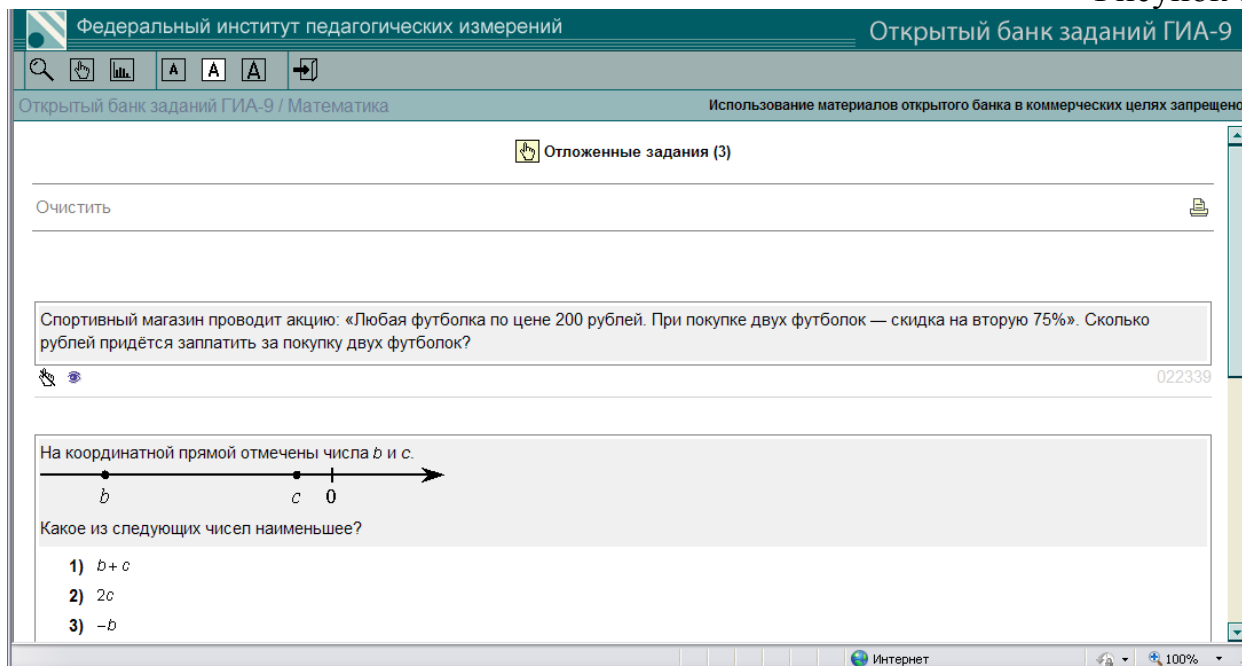 Федеральный институт педагогических измерений
Открытый банк заданий ГИА-9
A A A
Открытый банк заданий ГИА-9 / Математика
Использование материалов открытого банка в коммерческих целях запрещено
Отложенные задания (3)
Очистить
Спортивный магазин проводит акцию: «Любая футболка по цене 200 рублей. При покупке двух футболок — скидка на вторую 75%». Сколько
рублей придётся заплатить за покупку двух футболок?
022339
На координатной прямой отмечены числа b и c.
b c 0
Какое из следующих чисел наименьшее?
1) b+c
2) 2c
3) −b
Интернет
100%